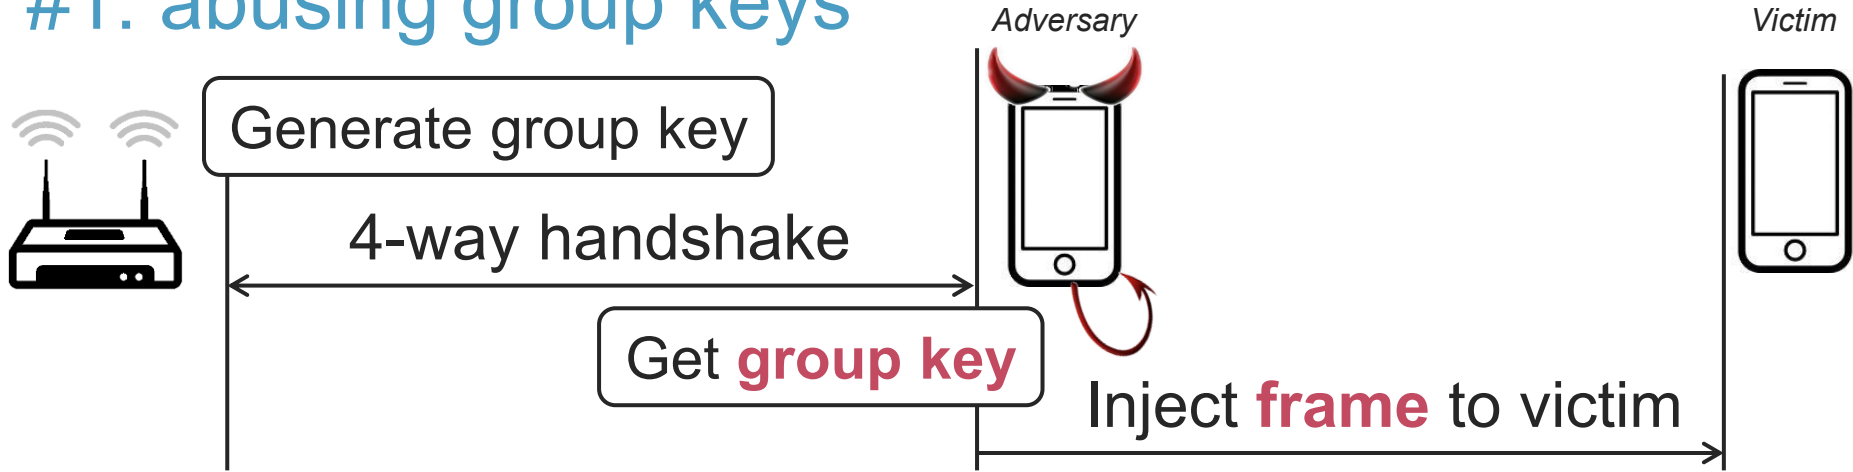 #1: abusing group keys
Adversary
Victim
Generate group key
4-way handshake
Get group key
Inject frame to victim